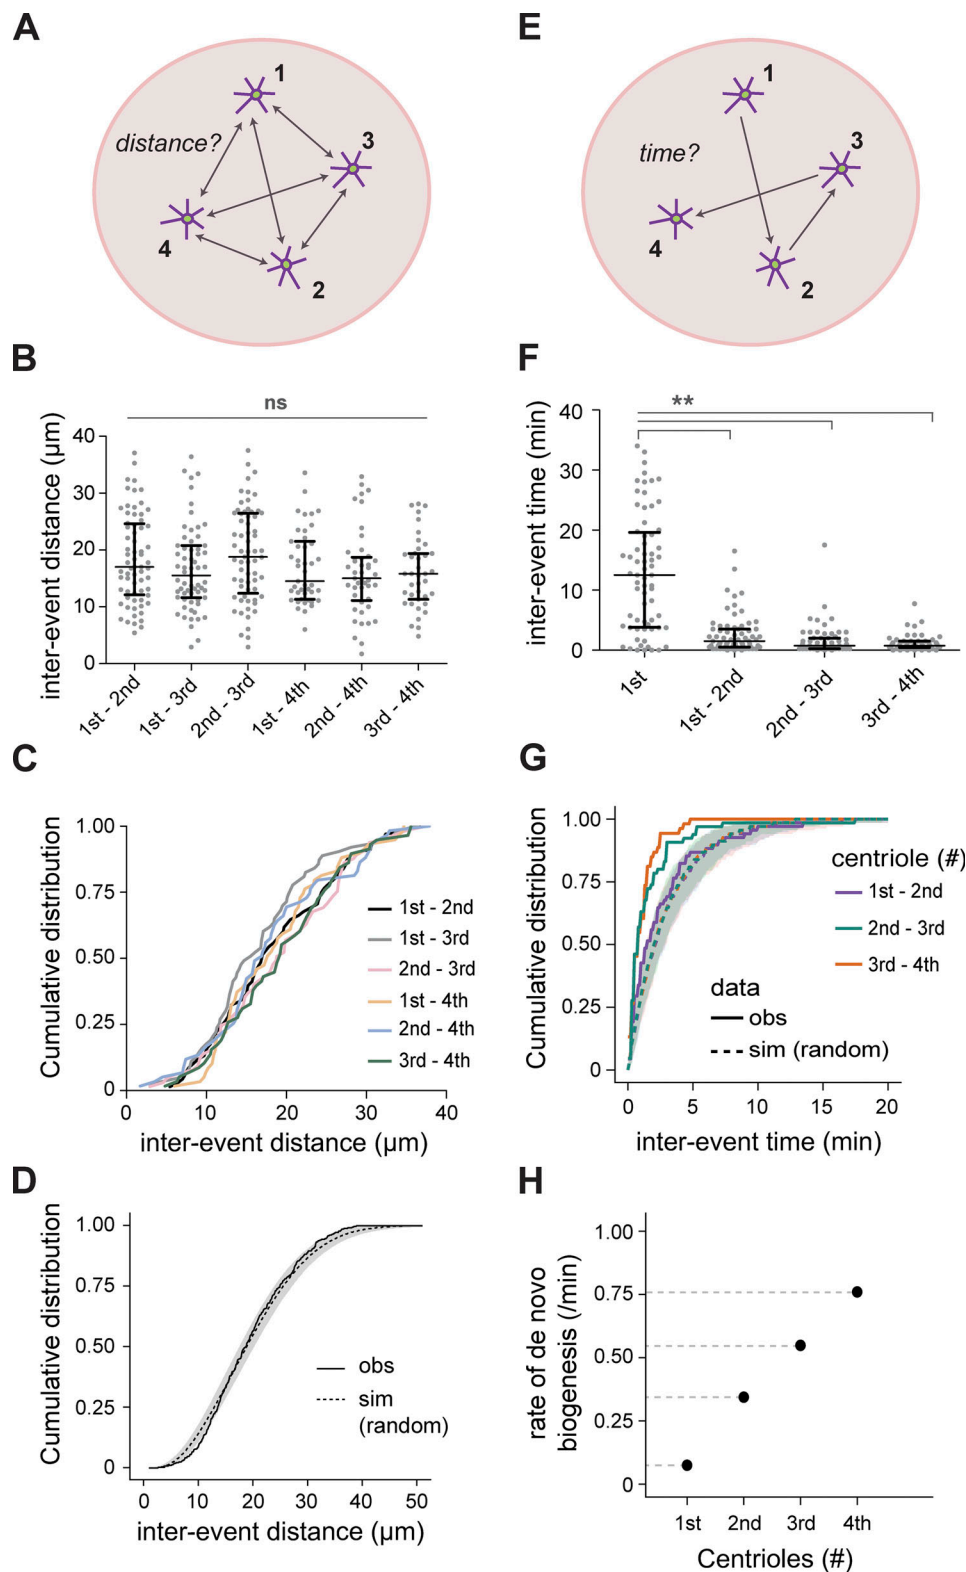 A
1
distance?
3
4
2
E
1
time?
3
4
2
B
ns
inter-event distance (µm)
40
30
20
10
0
1st - 2nd
1st - 3rd
2nd - 3rd
1st - 4th
2nd - 4th
3rd - 4th
F
**
inter-event time (min)
40
30
20
10
0
1st
1st - 2nd
2nd - 3rd
3rd - 4th
C
Cumulative distribution
1.00
0.75
0.50
0.25
0
0
10
20
30
40
inter-event distance (µm)
1st - 2nd
1st - 3rd
2nd - 3rd
1st - 4th
2nd - 4th
3rd - 4th
G
Cumulative distribution
1.00
0.75
0.50
0.25
0
0
5
10
15
20
inter-event time (min)
centriole (#)
1st - 2nd
2nd - 3rd
3rd - 4th
data
obs
sim (random)
D
Cumulative distribution
1.00
0.75
0.50
0.25
0
0
10
20
30
40
50
inter-event distance (µm)
obs
sim
(random)
H
rate of de novo
biogenesis (/min)
1.00
0.75
0.50
0.25
0
1st
2nd
3rd
4th
Centrioles (#)